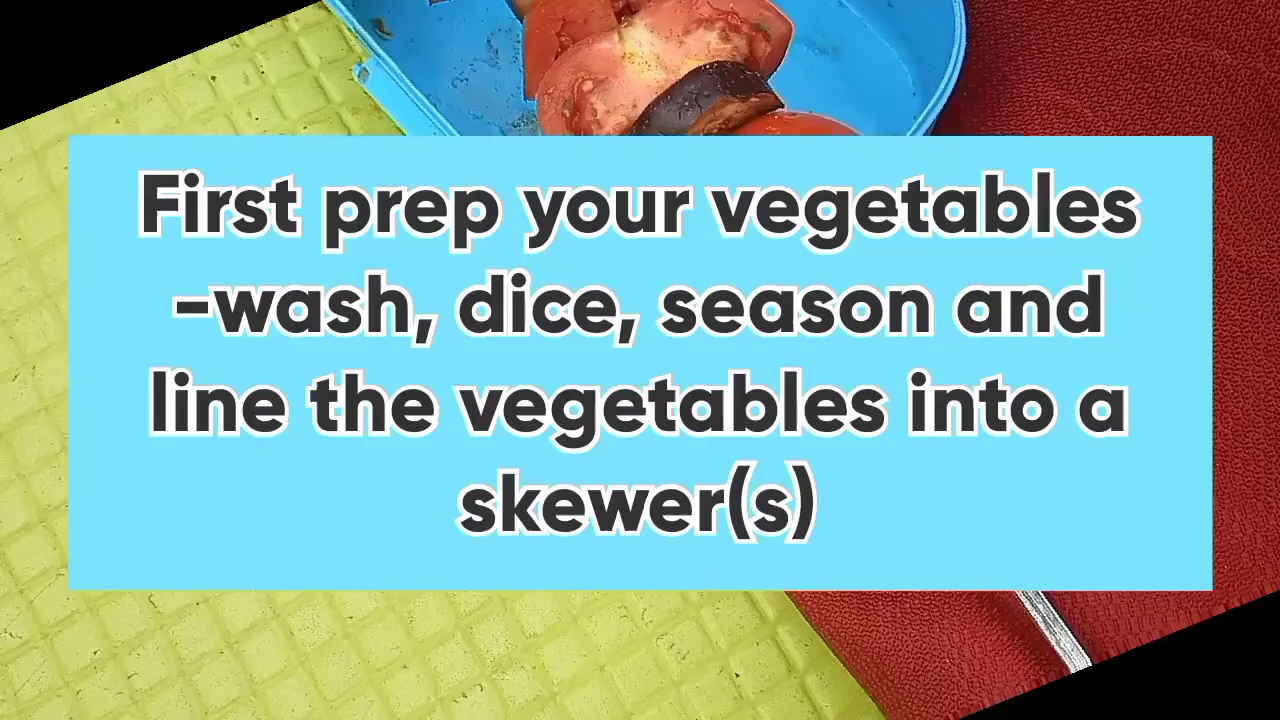 First prep your vegetables
-wash, dice, season and
line the vegetables into a
skewer(s)